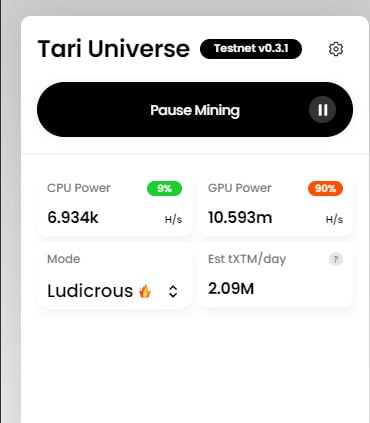 Tari Universe Testnet v0.3.1
Pause Mining
CPU Power 9% GPU Power 90%
6.934k H/s 10.593m H/s
Mode Est tXTM/day ?
Ludicrous 🔥 2.09M